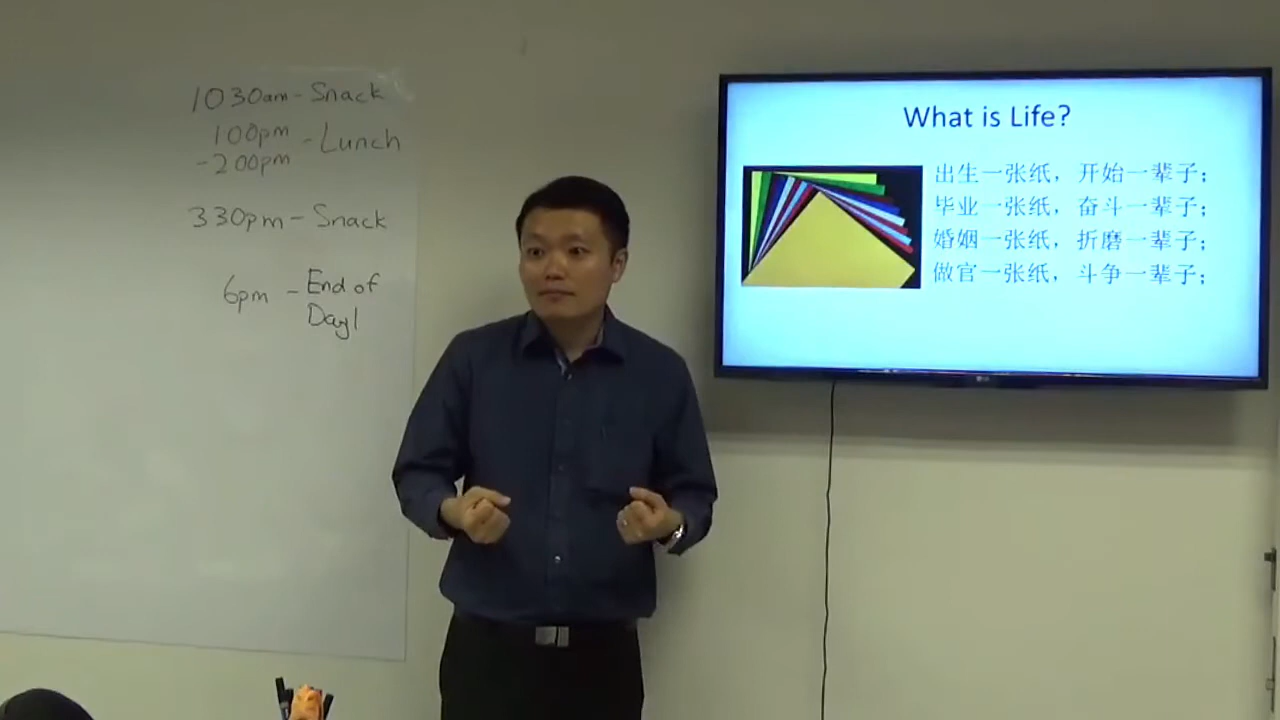 1030am - Snack
100pm
-200pm - Lunch
330pm - Snack
6pm - End of
Day 1
What is Life?
出生一张纸，开始一辈子；
毕业一张纸，奋斗一辈子；
婚姻一张纸，折磨一辈子；
做官一张纸，斗争一辈子；
LG